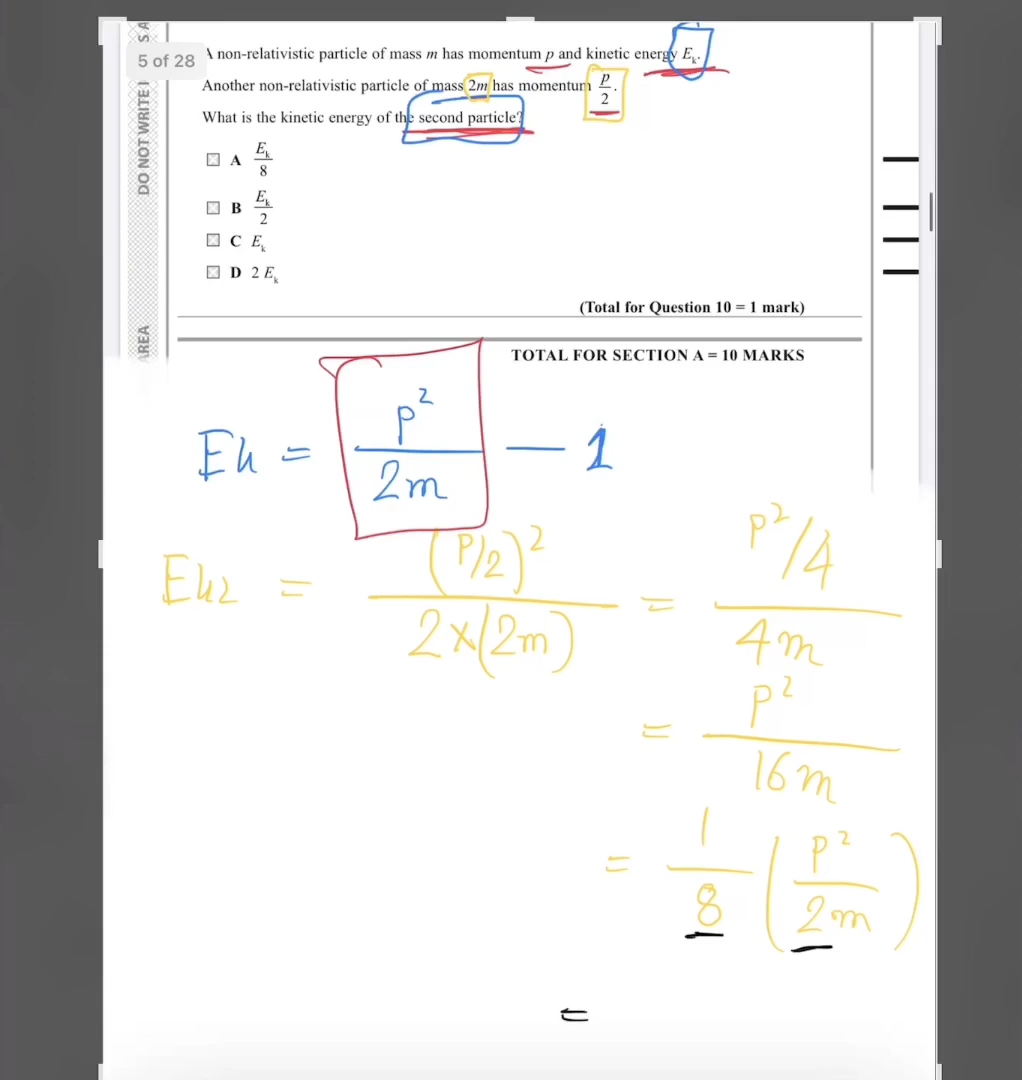 S A
5 of 28
DO NOT WRITE I
AREA
A non-relativistic particle of mass m has momentum p and kinetic energy Eₖ.
Another non-relativistic particle of mass 2m has momentum p/2.
What is the kinetic energy of the second particle?
A Eₖ/8
B Eₖ/2
C Eₖ
D 2 Eₖ
(Total for Question 10 = 1 mark)
TOTAL FOR SECTION A = 10 MARKS
Ek = p²/2m — 1
Ek2 = (P/2)²/2×(2m) = p²/4/4m
= p²/16m
= 1/8 (p²/2m)
=